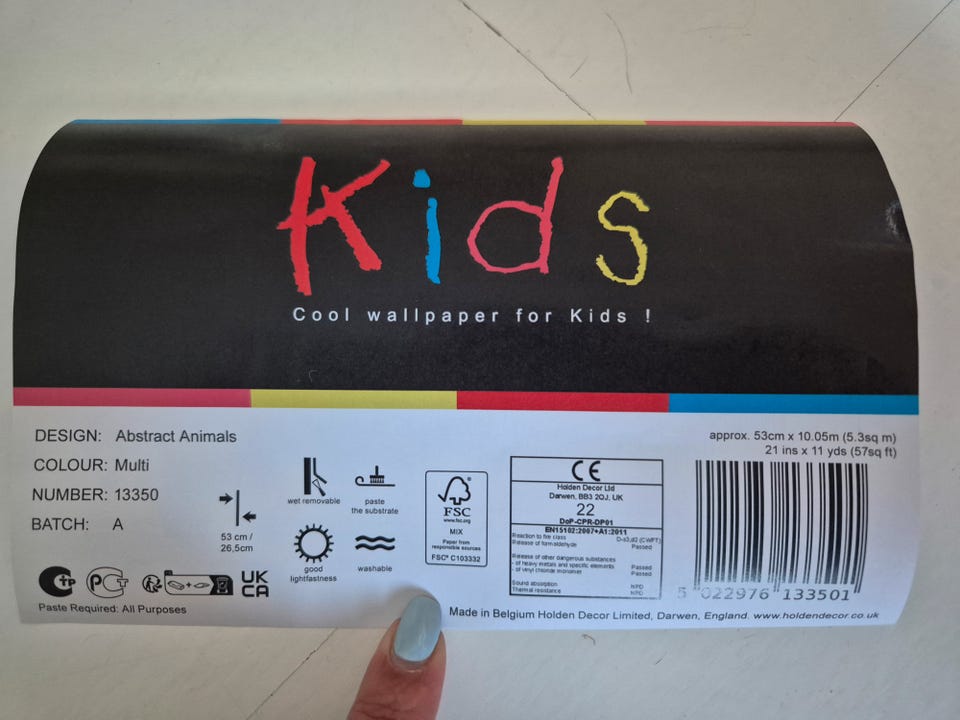 Kids
Cool wallpaper for Kids !
DESIGN: Abstract Animals
COLOUR: Multi
NUMBER: 13350
BATCH: A
53 cm /
26,5cm
wet removable
paste
the substrate
good
lightfastness
washable
FSC
www.fsc.org
MIX
Paper from
responsible sources
FSC® C103332
CE
Holden Decor Ltd
Darwen, BB3 2QJ, UK
22
DoP-CPR-DP01
EN15102:2007+A1:2011
Reaction to fire class D-s3,d2 (CWFT)
Release of formaldehyde Passed
Release of other dangerous substances
- of heavy metals and specific elements Passed
- of vinyl chloride monomer Passed
Sound absorption NPD
Thermal resistance NPD
approx. 53cm x 10.05m (5.3sq m)
21 ins x 11 yds (57sq ft)
5 022976 133501
UK
CA
Paste Required: All Purposes
Made in Belgium Holden Decor Limited, Darwen, England. www.holdendecor.co.uk